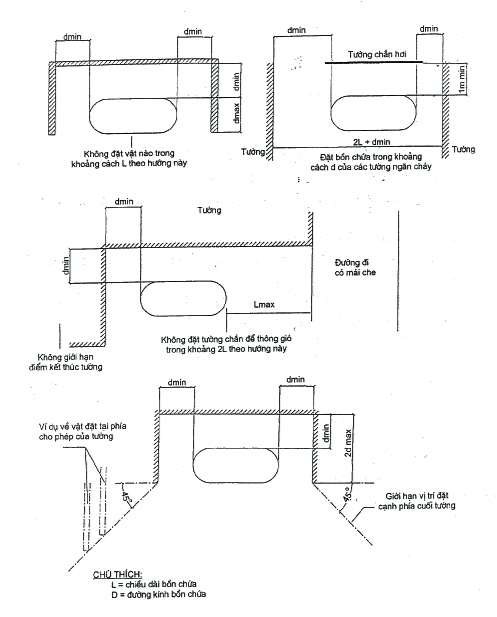 dmin
dmin
dmin
dmax
Không đặt vật nào trong
khoảng cách L theo hướng này
dmin
dmin
Tường chắn hơi
1m min
Tường
2L + dmin
Tường
Đặt bồn chứa trong khoảng
cách d của các tường ngăn cháy
dmin
Tường
dmin
Lmax
Đường đi
có mái che
Không giới hạn
điểm kết thúc tường
Không đặt tường chắn để thông gió
trong khoảng 2L theo hướng này
dmin
dmin
dmin
2d max
Ví dụ về vật đặt tại phía
cho phép của tường
45°
45°
Giới hạn vị trí đặt
cạnh phía cuối tường
CHÚ THÍCH:
L = chiều dài bồn chứa
D = đường kính bồn chứa